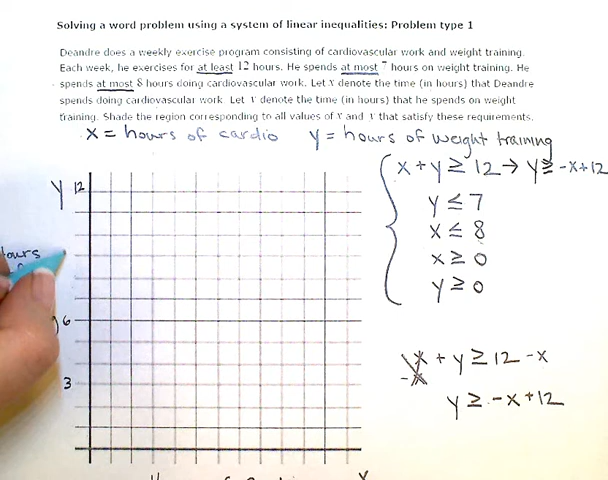 Solving a word problem using a system of linear inequalities: Problem type 1
Deandre does a weekly exercise program consisting of cardiovascular work and weight training.
Each week, he exercises for at least 12 hours. He spends at most 7 hours on weight training. He
spends at most 8 hours doing cardiovascular work. Let x denote the time (in hours) that Deandre
spends doing cardiovascular work. Let y denote the time (in hours) that he spends on weight
training. Shade the region corresponding to all values of x and y that satisfy these requirements.
x = hours of cardio y = hours of weight training
x + y ≥ 12 → y ≥ -x+12
y ≤ 7
x ≤ 8
x ≥ 0
y ≥ 0
y 12
hours
6
3
x + y ≥ 12 -x
-x
y ≥ -x+12